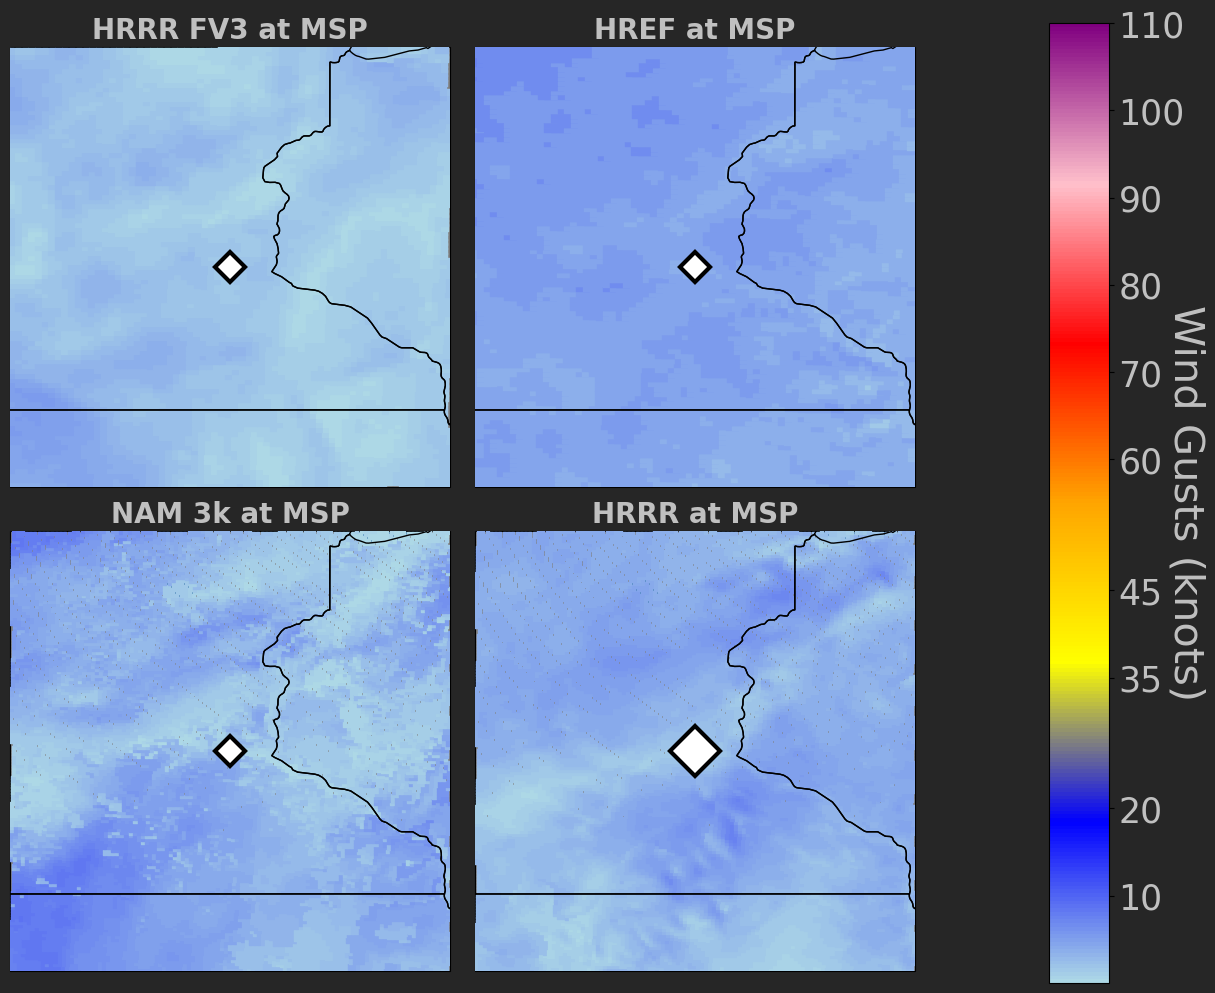 HRRR FV3 at MSP
HREF at MSP
NAM 3k at MSP
HRRR at MSP
110
100
90
80
70
60
45
35
20
10
Wind Gusts (knots)